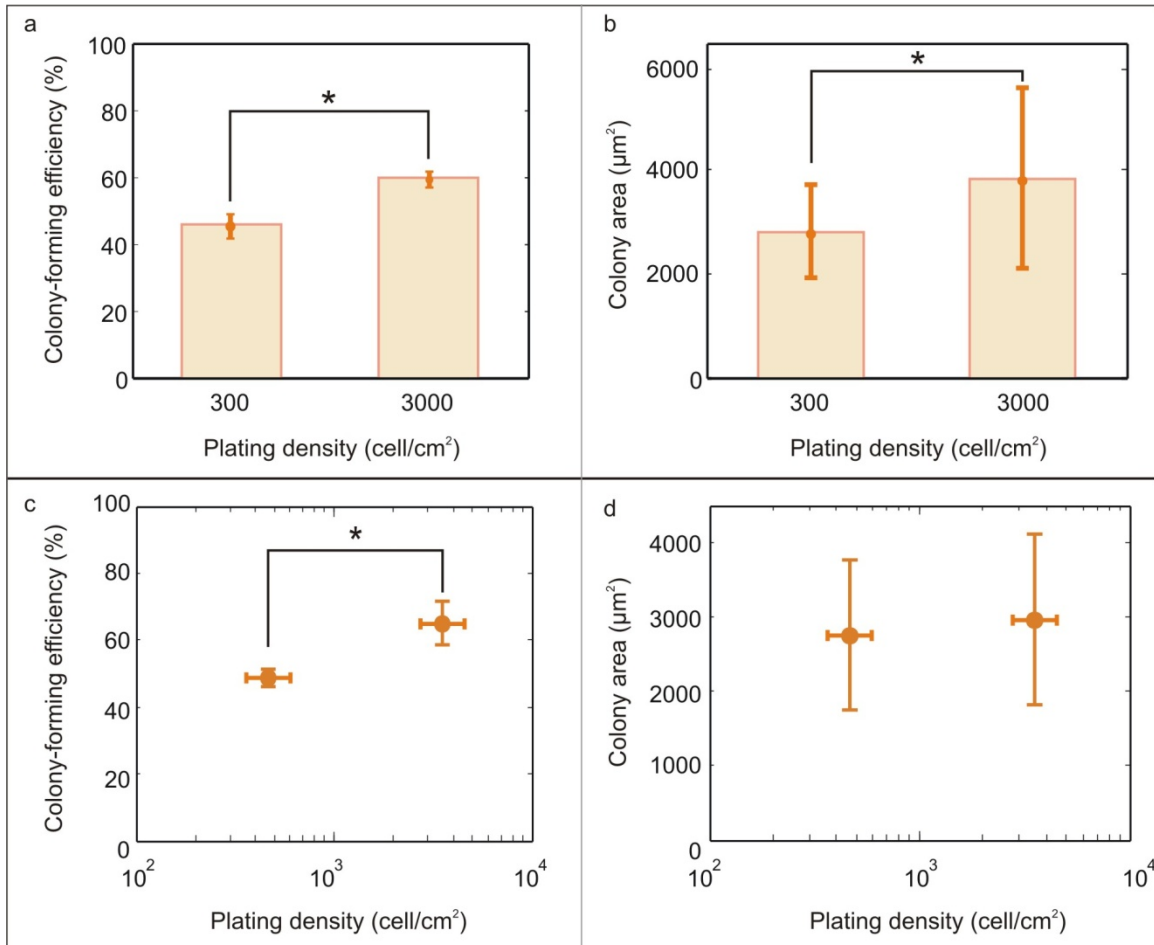 a
Colony-forming efficiency (%)
100
80
60
40
20
0
*
300 3000
Plating density (cell/cm²)
b
Colony area (µm²)
6000
4000
2000
0
*
300 3000
Plating density (cell/cm²)
c
Colony-forming efficiency (%)
100
80
60
40
20
0
*
10² 10³ 10⁴
Plating density (cell/cm²)
d
Colony area (µm²)
4000
3000
2000
1000
0
10² 10³ 10⁴
Plating density (cell/cm²)